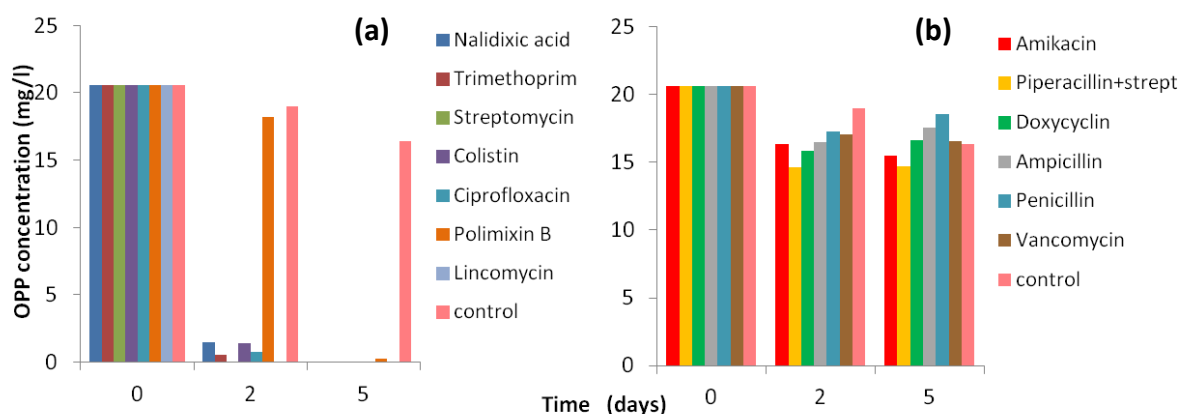 (a)
OPP concentration (mg/l)
25
20
15
10
5
0
0 2 5
Nalidixic acid
Trimethoprim
Streptomycin
Colistin
Ciprofloxacin
Polimixin B
Lincomycin
control
(b)
25
20
15
10
5
0
0 2 5
Amikacin
Piperacillin+strept
Doxycyclin
Ampicillin
Penicillin
Vancomycin
control
Time (days)